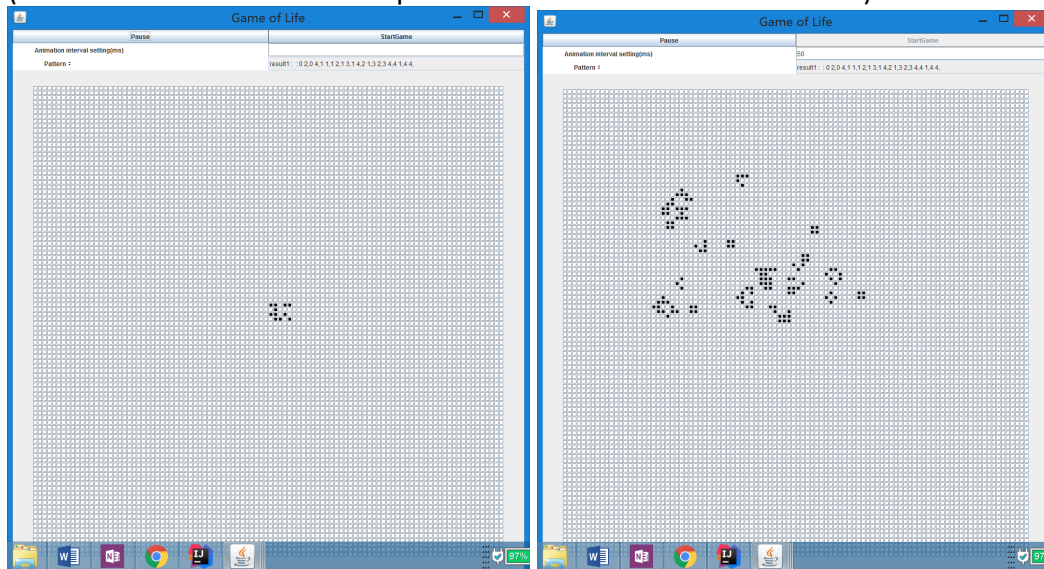 Game of Life
Pause StartGame
Animation interval setting(ms)
Pattern : result1 : : 0 2,0 4,1 1,1 2,1 3,1 4,2 1,3 2,3 4,4 1,4 4,
97%
Game of Life
Pause StartGame
Animation interval setting(ms) 50
Pattern : result1 : : 0 2,0 4,1 1,1 2,1 3,1 4,2 1,3 2,3 4,4 1,4 4,
97